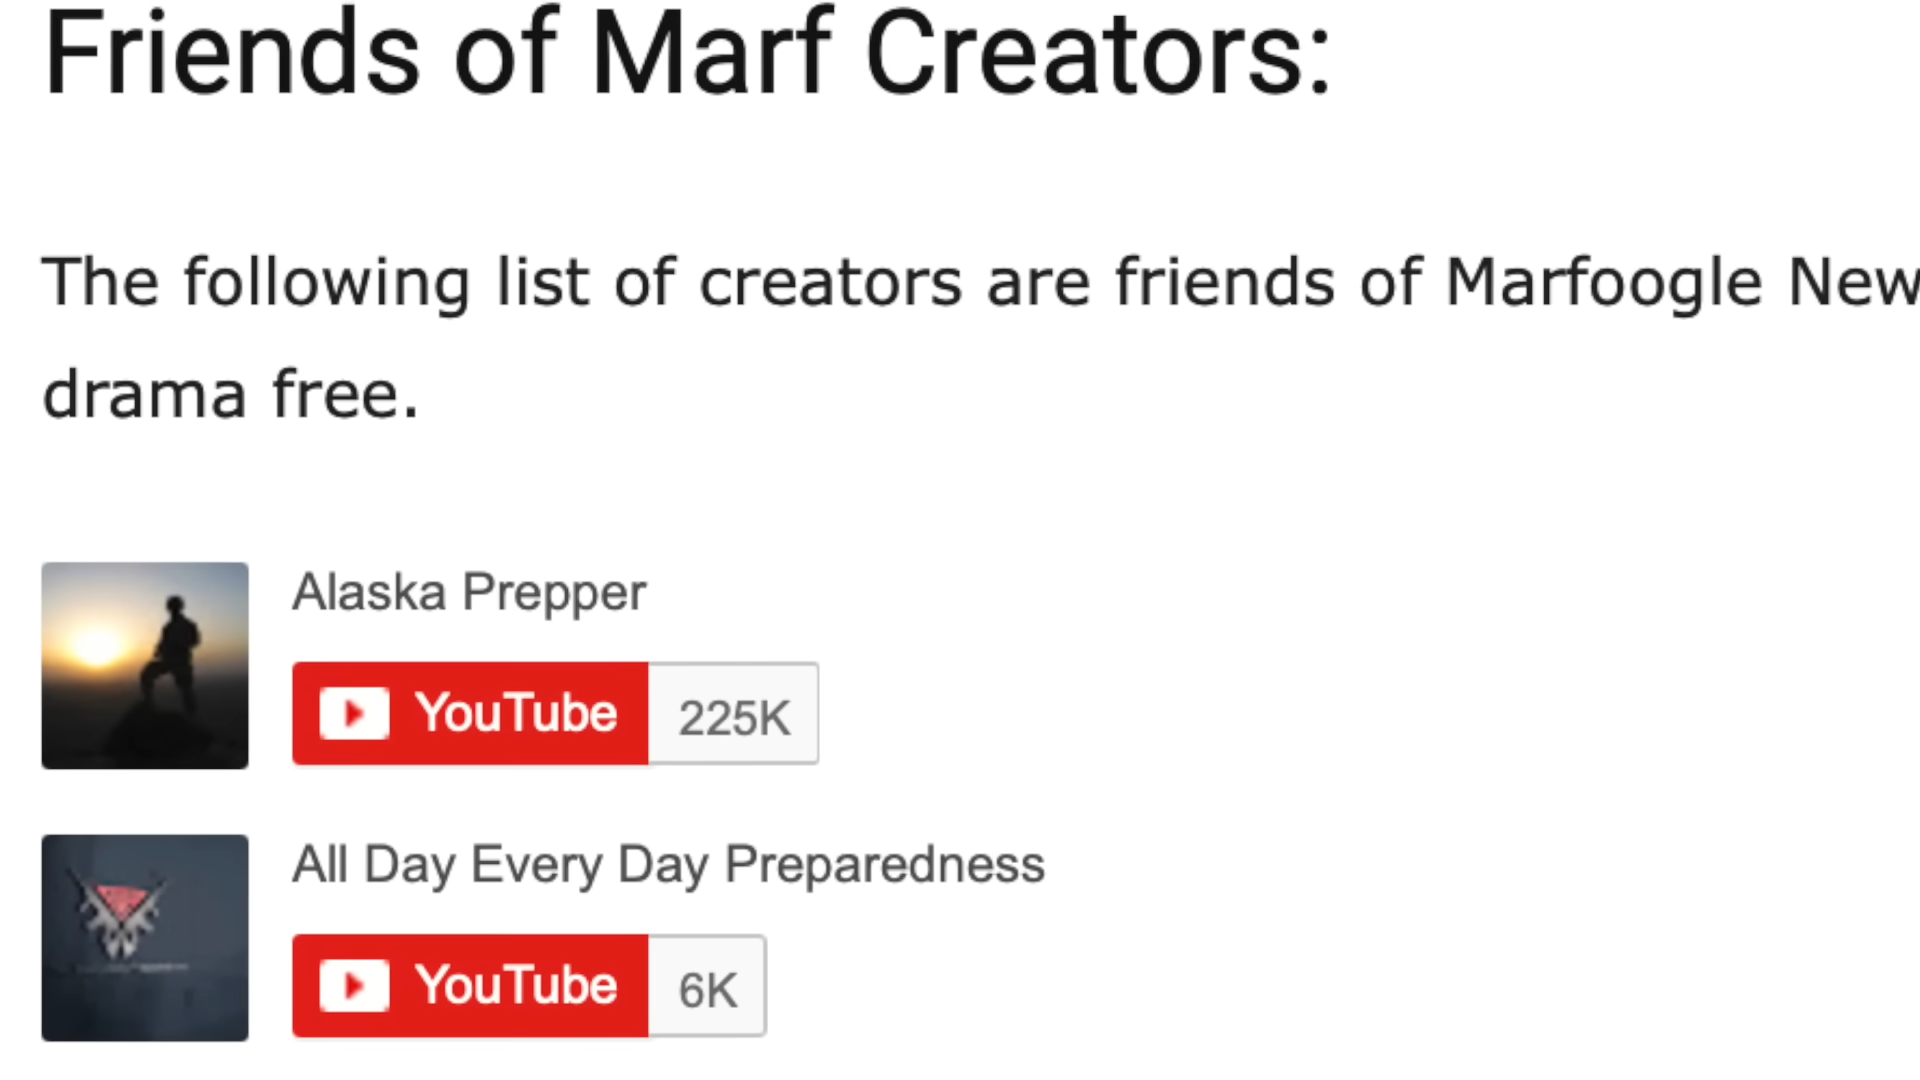 Friends of Marf Creators:
The following list of creators are friends of Marfoogle New
drama free.
Alaska Prepper
YouTube 225K
All Day Every Day Preparedness
YouTube 6K